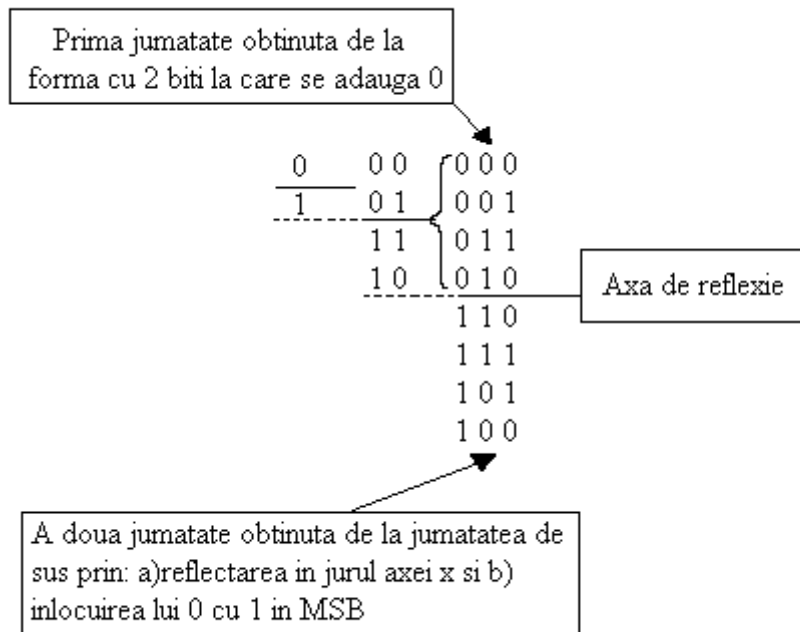 Prima jumatate obtinuta de la
forma cu 2 biti la care se adauga 0
0 0 0 0 0 0
1 0 1 0 0 1
1 1 0 1 1
1 0 0 1 0
Axa de reflexie
1 1 0
1 1 1
1 0 1
1 0 0
A doua jumatate obtinuta de la jumatatea de
sus prin: a)reflectarea in jurul axei x si b)
inlocuirea lui 0 cu 1 in MSB